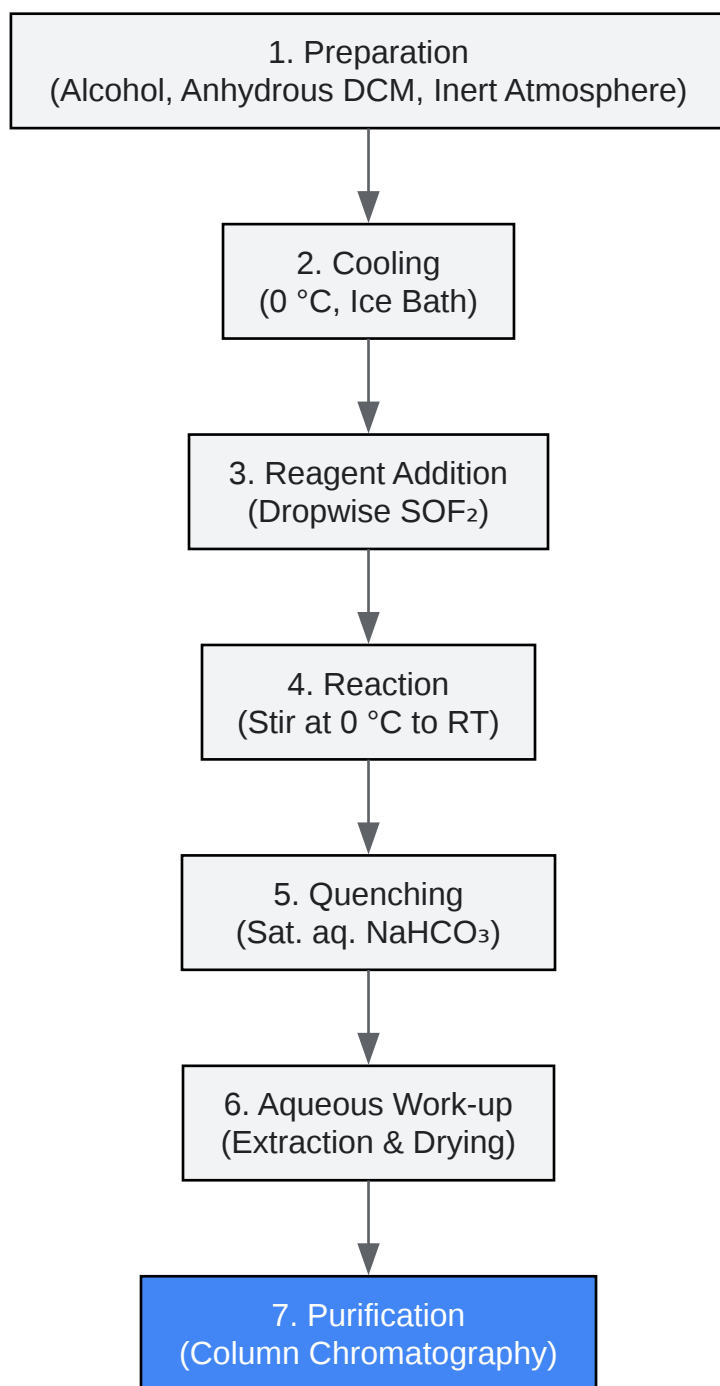 1. Preparation
(Alcohol, Anhydrous DCM, Inert Atmosphere)
2. Cooling
(0 °C, Ice Bath)
3. Reagent Addition
(Dropwise SOF₂)
4. Reaction
(Stir at 0 °C to RT)
5. Quenching
(Sat. aq. NaHCO₃)
6. Aqueous Work-up
(Extraction & Drying)
7. Purification
(Column Chromatography)